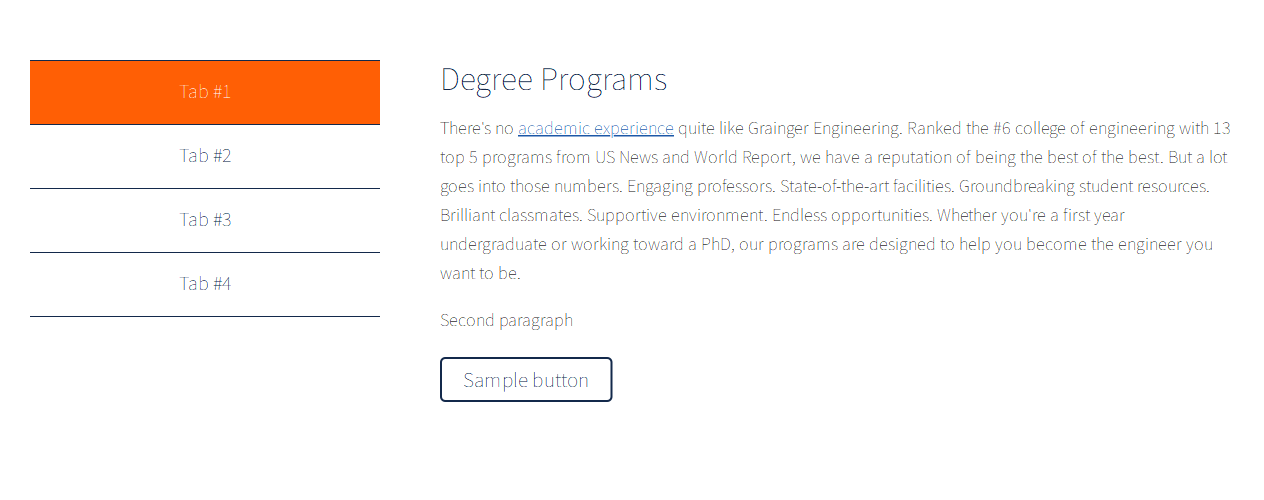 Tab #1
Tab #2
Tab #3
Tab #4
Degree Programs
There's no academic experience quite like Grainger Engineering. Ranked the #6 college of engineering with 13
top 5 programs from US News and World Report, we have a reputation of being the best of the best. But a lot
goes into those numbers. Engaging professors. State-of-the-art facilities. Groundbreaking student resources.
Brilliant classmates. Supportive environment. Endless opportunities. Whether you're a first year
undergraduate or working toward a PhD, our programs are designed to help you become the engineer you
want to be.
Second paragraph
Sample button